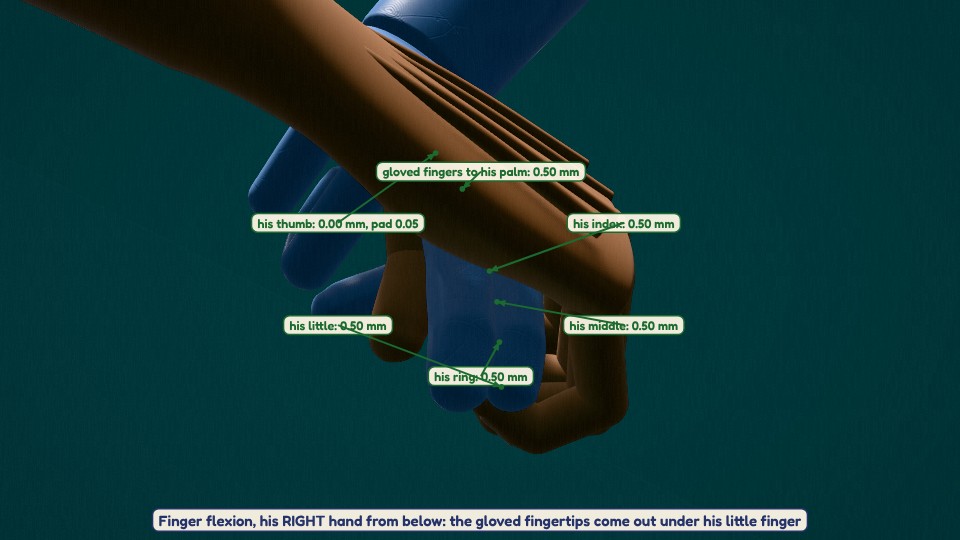 gloved fingers to his palm: 0.50 mm
his thumb: 0.00 mm, pad 0.05
his index: 0.50 mm
his little: 0.50 mm
his middle: 0.50 mm
his ring: 0.50 mm
Finger flexion, his RIGHT hand from below: the gloved fingertips come out under his little finger